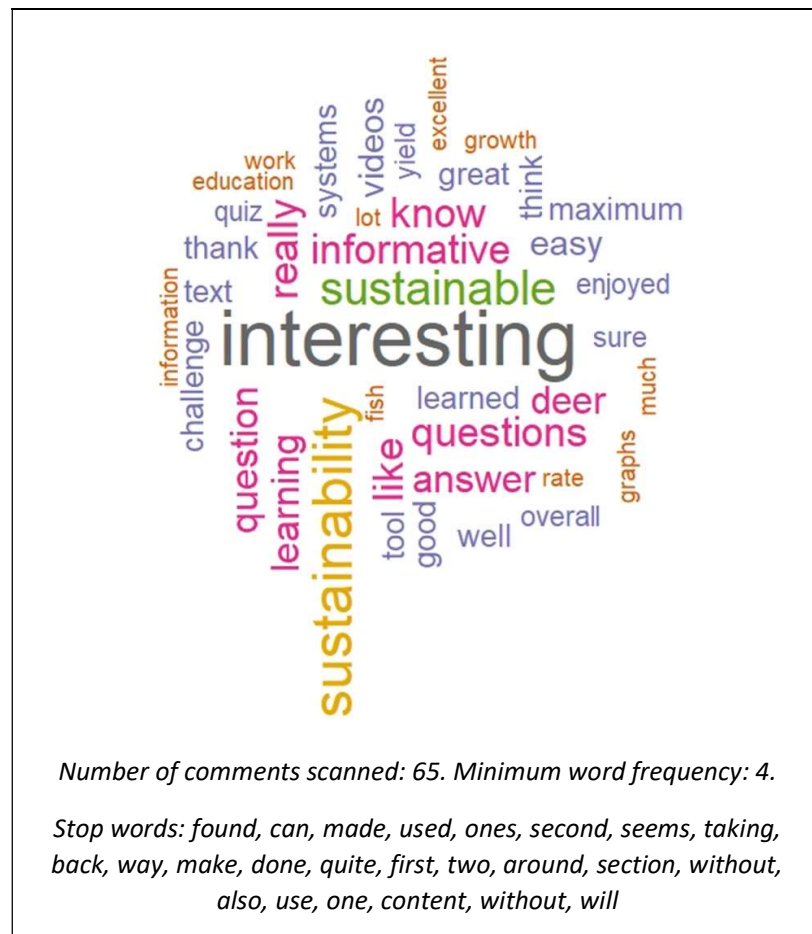 excellent
growth
work
systems
videos
yield
education
great
think
quiz
really
lot
know
maximum
thank
informative
easy
information
text
sustainable
enjoyed
challenge
interesting
sure
much
question
learning
sustainability
fish
learned
deer
like
questions
graphs
answer
rate
tool
good
well
overall
Number of comments scanned: 65. Minimum word frequency: 4.
Stop words: found, can, made, used, ones, second, seems, taking,
back, way, make, done, quite, first, two, around, section, without,
also, use, one, content, without, will